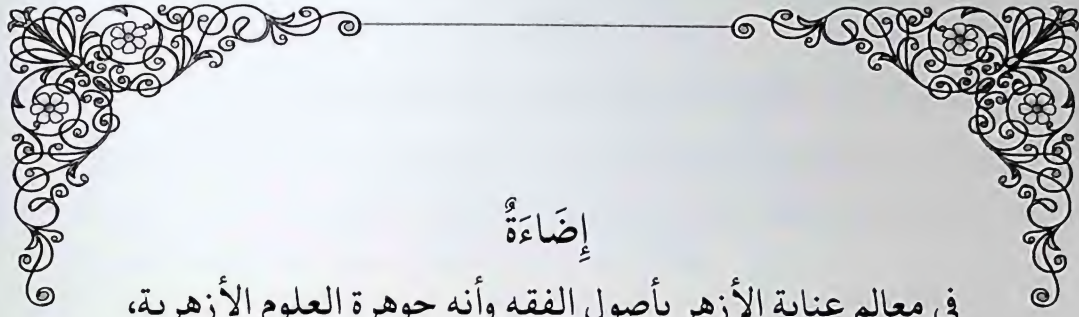 إِضَاءَةٌ
في معالم عناية الأزهر بأصول الفقه وأنه جوهرة العلوم الأزهرية،